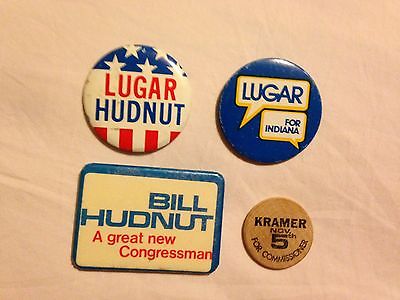 LUGAR
HUDNUT
LUGAR
FOR
INDIANA
BILL
HUDNUT
A great new
Congressman
KRAMER
NOV.
5th
FOR COMMISSIONER